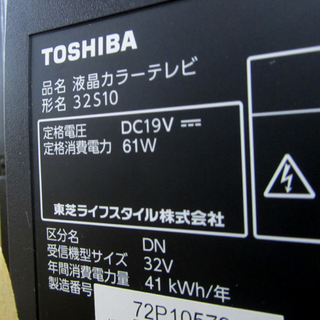 TOSHIBA
品名 液晶カラーテレビ
形名 32S10
定格電圧 DC19V ⎓
定格消費電力 61W
東芝ライフスタイル株式会社
区分名 DN
受信機型サイズ 32V
年間消費電力量 41 kWh/年
製造番号